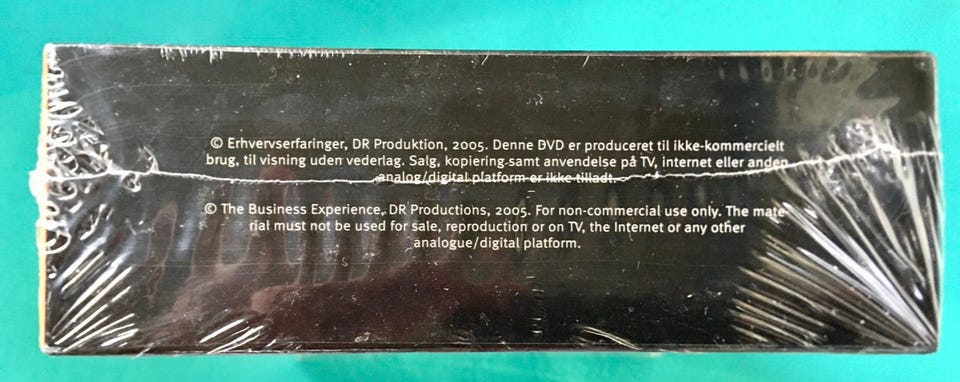 © Erhvervserfaringer, DR Produktion, 2005. Denne DVD er produceret til ikke-kommercielt
brug, til visning uden vederlag. Salg, kopiering samt anvendelse på TV, internet eller anden
analog/digital platform er ikke tilladt.
© The Business Experience, DR Productions, 2005. For non-commercial use only. The mate-
rial must not be used for sale, reproduction or on TV, the Internet or any other
analogue/digital platform.